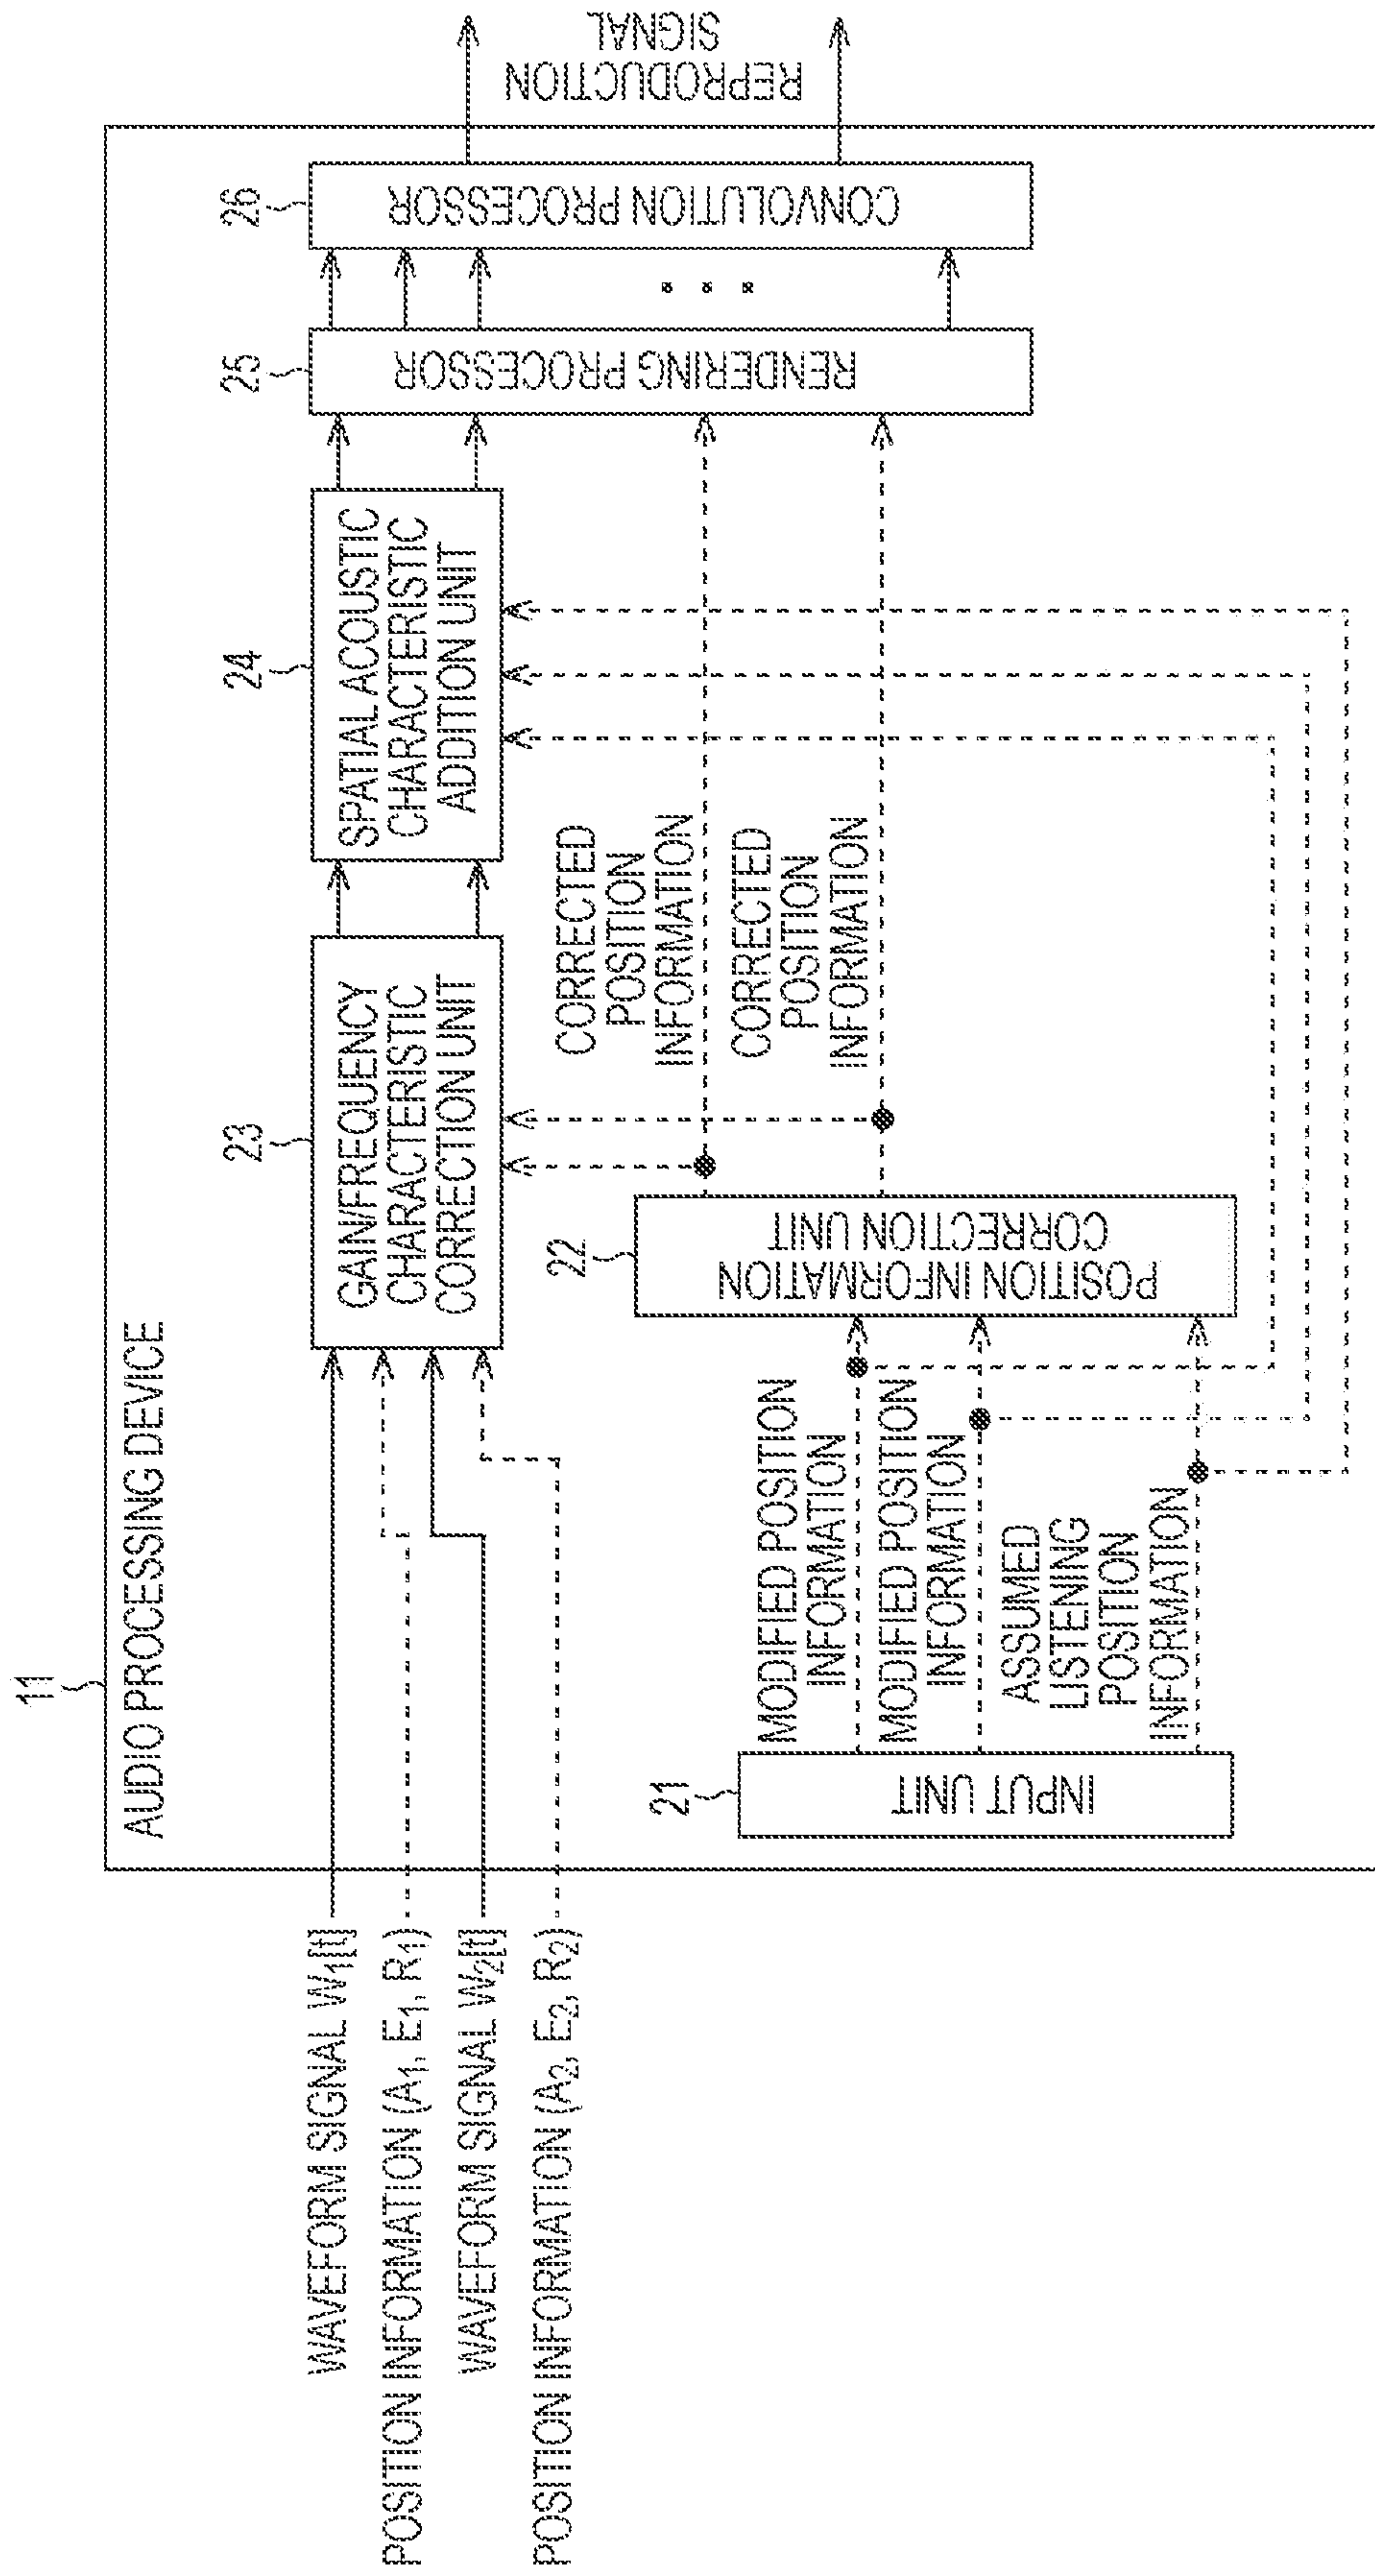 11
AUDIO PROCESSING DEVICE
WAVEFORM SIGNAL W1[t]
POSITION INFORMATION (A1, E1, R1)
WAVEFORM SIGNAL W2[t]
POSITION INFORMATION (A2, E2, R2)
23
GAIN/FREQUENCY
CHARACTERISTIC
CORRECTION UNIT
24
SPATIAL ACOUSTIC
CHARACTERISTIC
ADDITION UNIT
25
RENDERING PROCESSOR
. . .
26
CONVOLUTION PROCESSOR
REPRODUCTION
SIGNAL
21
INPUT UNIT
MODIFIED POSITION
INFORMATION
MODIFIED POSITION
INFORMATION
ASSUMED
LISTENING
POSITION
INFORMATION
22
POSITION INFORMATION
CORRECTION UNIT
CORRECTED
POSITION
INFORMATION
CORRECTED
POSITION
INFORMATION